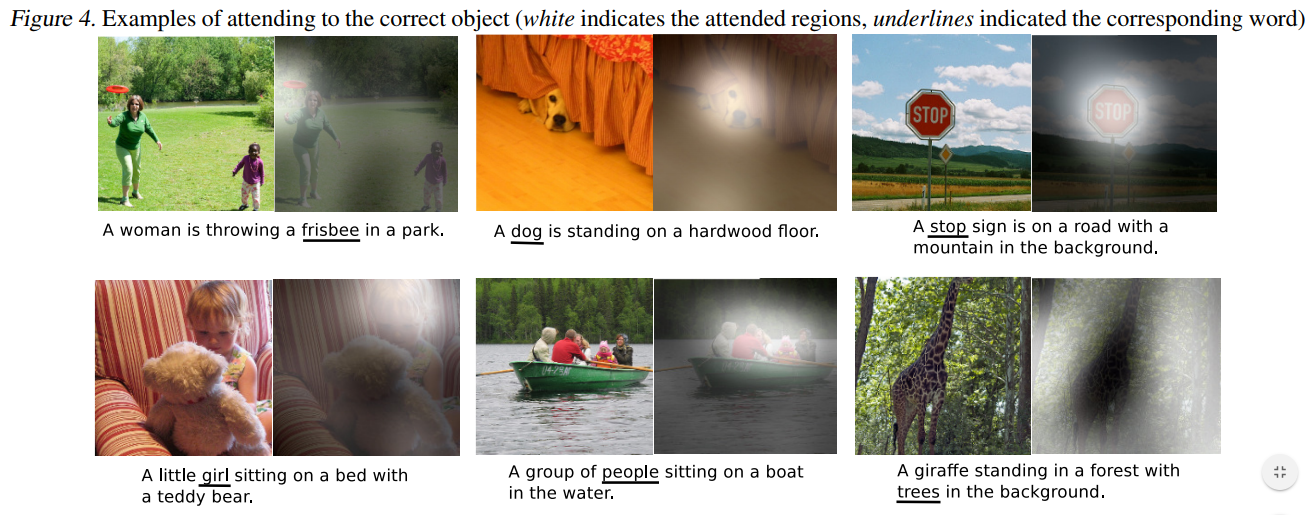 Figure 4. Examples of attending to the correct object (white indicates the attended regions, underlines indicated the corresponding word)
STOP
STOP
A woman is throwing a frisbee in a park.
A dog is standing on a hardwood floor.
A stop sign is on a road with a
mountain in the background.
A little girl sitting on a bed with
a teddy bear.
A group of people sitting on a boat
in the water.
A giraffe standing in a forest with
trees in the background.